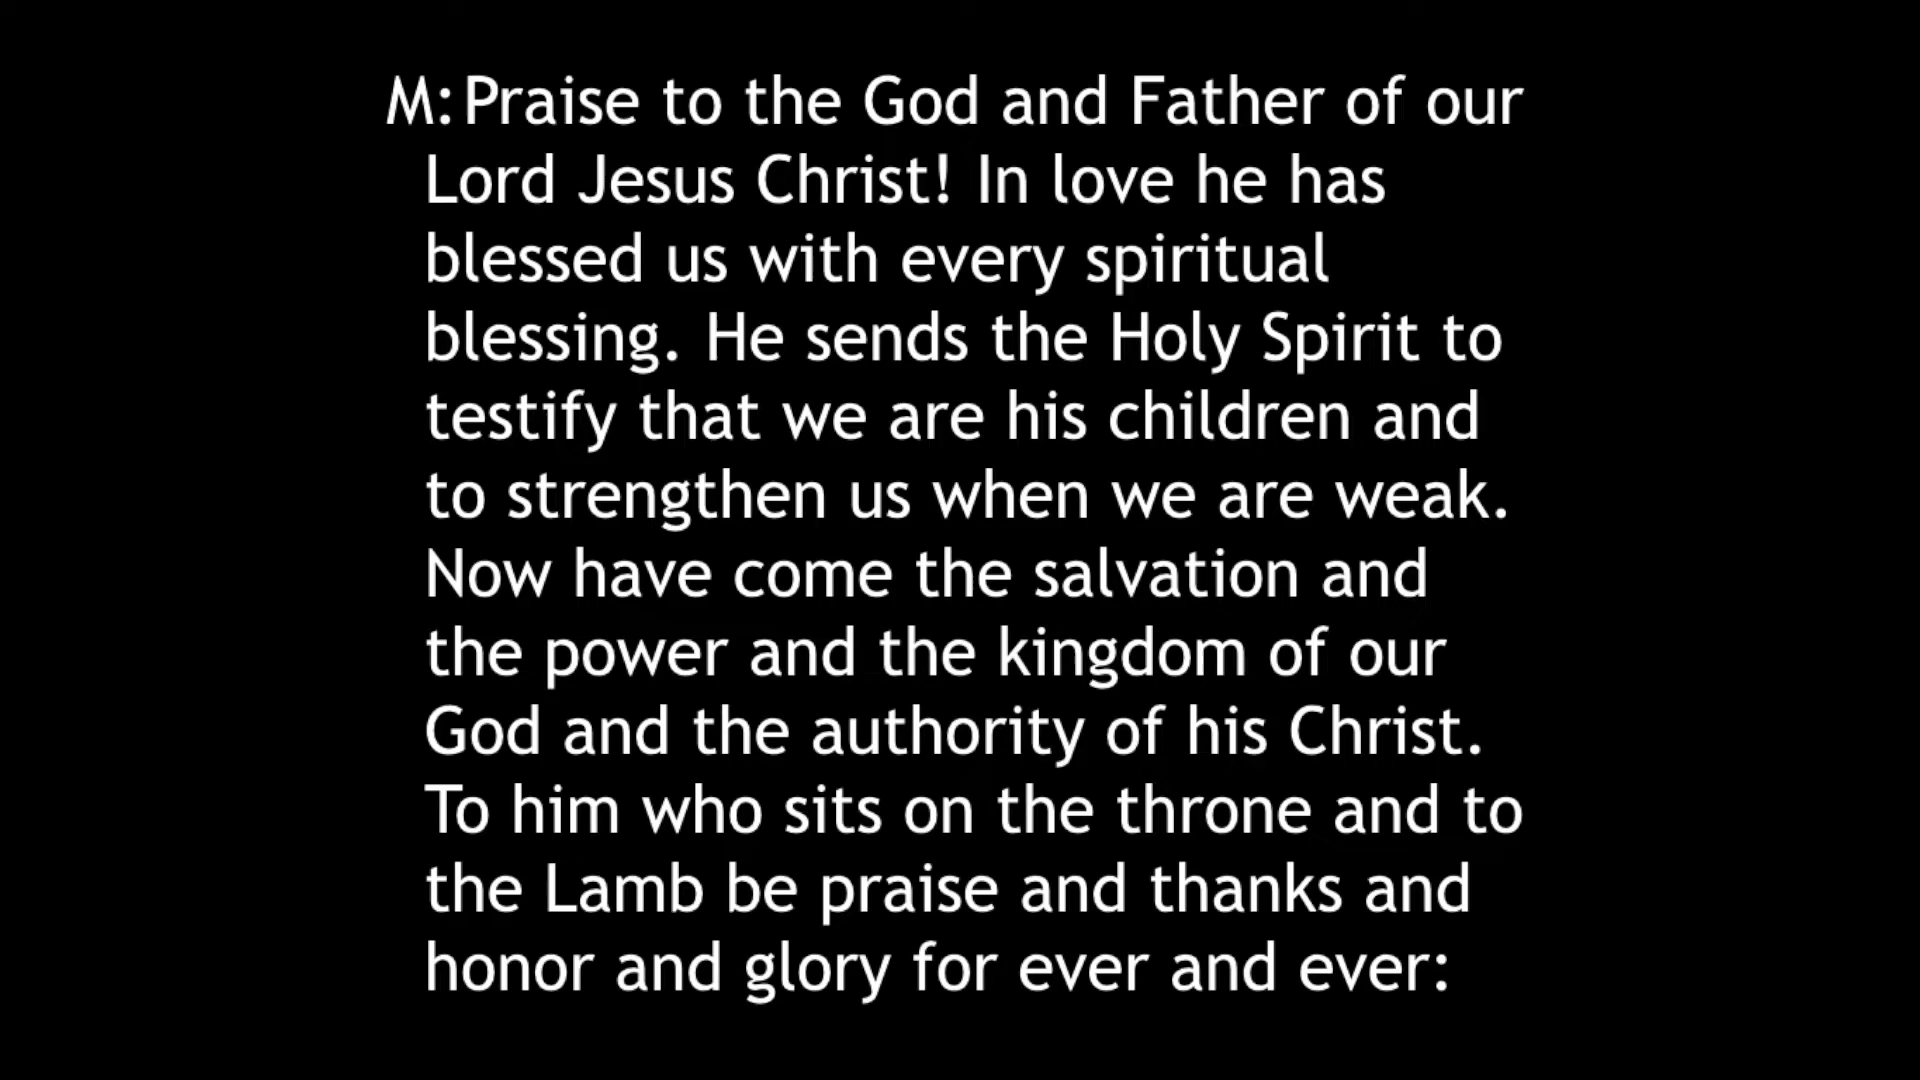 M: Praise to the God and Father of our
Lord Jesus Christ! In love he has
blessed us with every spiritual
blessing. He sends the Holy Spirit to
testify that we are his children and
to strengthen us when we are weak.
Now have come the salvation and
the power and the kingdom of our
God and the authority of his Christ.
To him who sits on the throne and to
the Lamb be praise and thanks and
honor and glory for ever and ever: